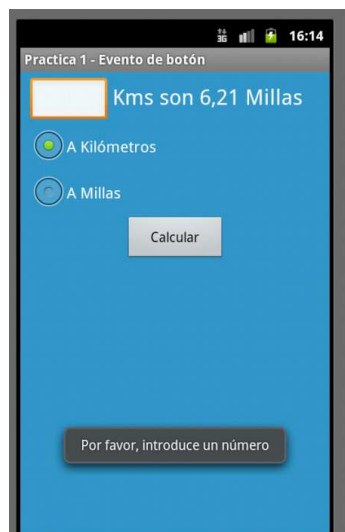 3G 16:14
Practica 1 - Evento de botón
Kms son 6,21 Millas
A Kilómetros
A Millas
Calcular
Por favor, introduce un número